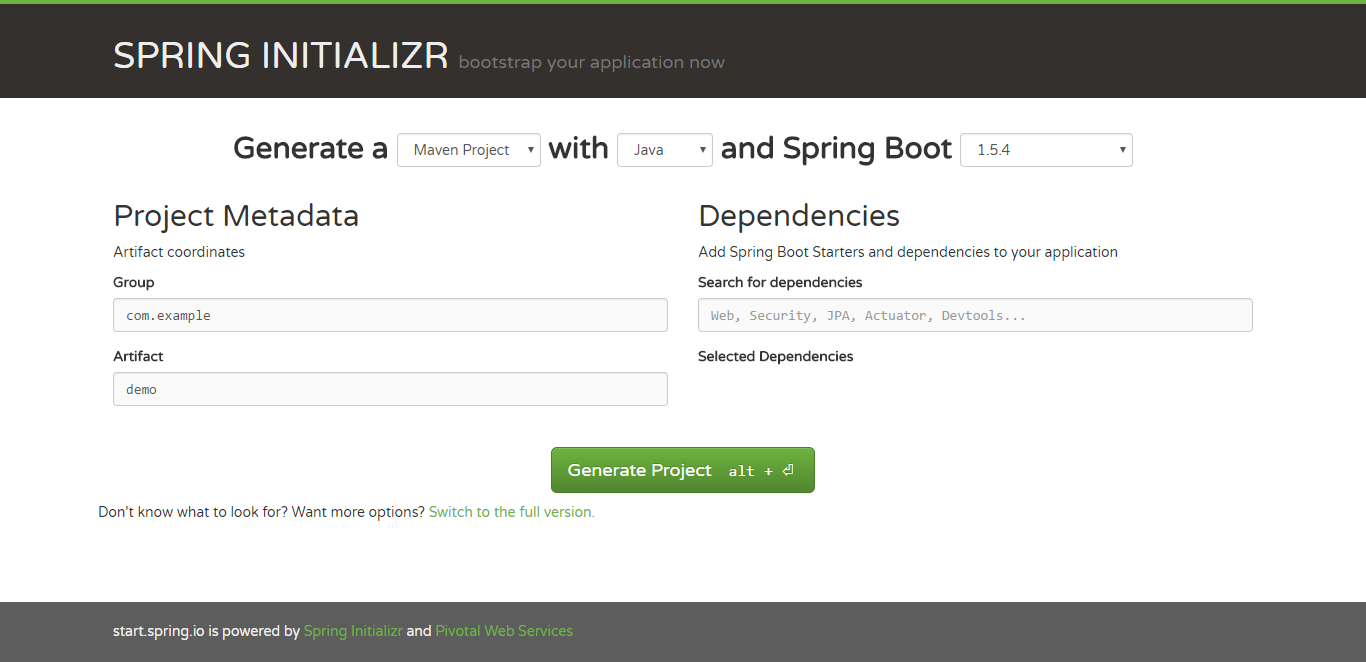 SPRING INITIALIZR bootstrap your application now
Generate a Maven Project with Java and Spring Boot 1.5.4
Project Metadata
Artifact coordinates
Group
com.example
Artifact
demo
Dependencies
Add Spring Boot Starters and dependencies to your application
Search for dependencies
Web, Security, JPA, Actuator, Devtools...
Selected Dependencies
Generate Project alt + ⏎
Don't know what to look for? Want more options? Switch to the full version.
start.spring.io is powered by Spring Initializr and Pivotal Web Services